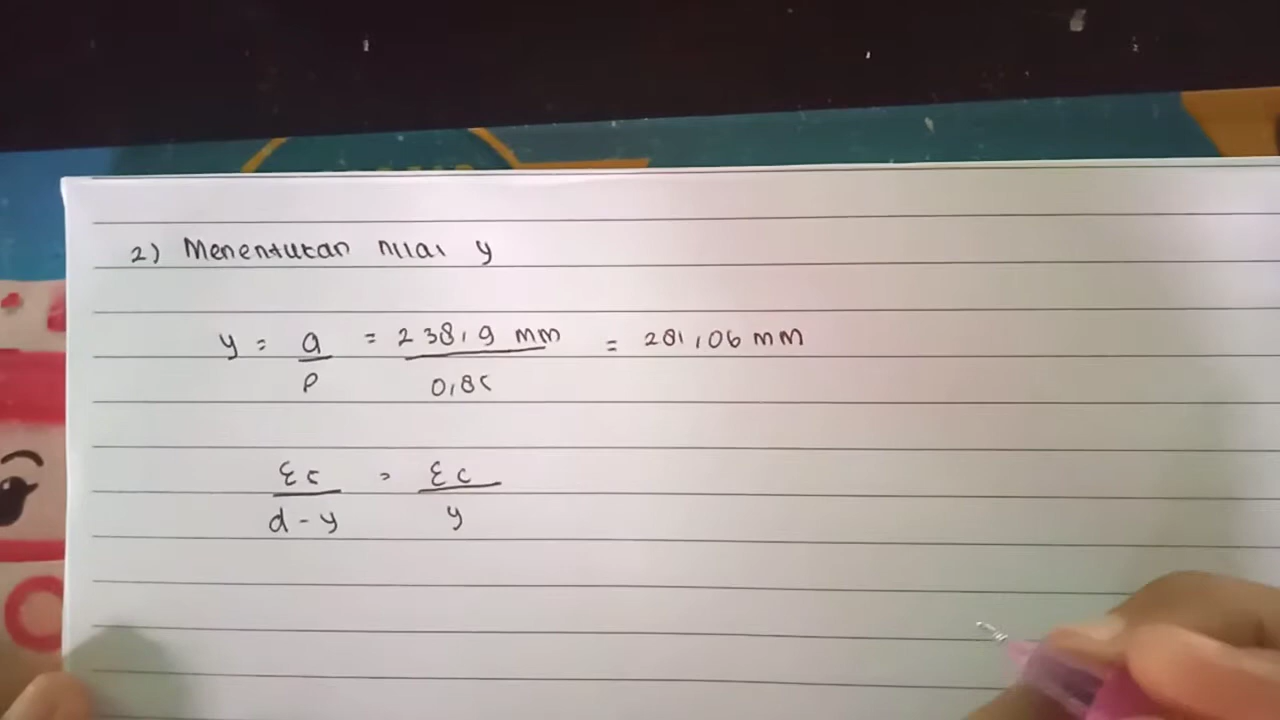 2) Menentukan nilai y
y = a/β = 238,9 mm/0,85 = 281,06 mm
εs/d - y = εc/y